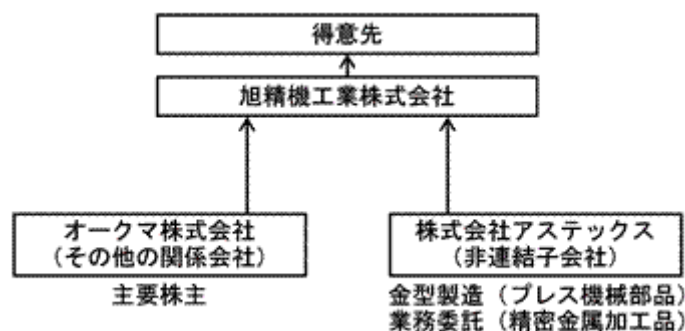 得意先
旭精機工業株式会社
オークマ株式会社
（その他の関係会社）
主要株主
株式会社アステックス
（非連結子会社）
金型製造（プレス機械部品）
業務委託（精密金属加工品）